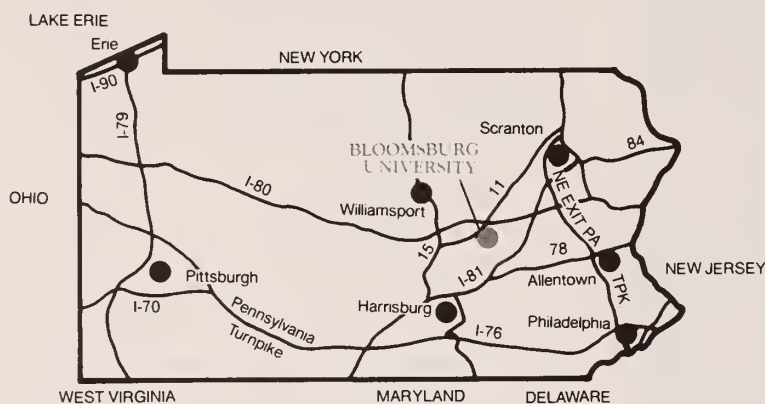 LAKE ERIE
Erie
NEW YORK
I-90
I-79
Scranton
84
BLOOMSBURG
UNIVERSITY
11
NE EXIT PA
OHIO
I-80
Williamsport
15
I-81
78
Allentown
TPK
NEW JERSEY
Pittsburgh
I-70
Pennsylvania
Turnpike
Harrisburg
I-76
Philadelphia
WEST VIRGINIA
MARYLAND
DELAWARE